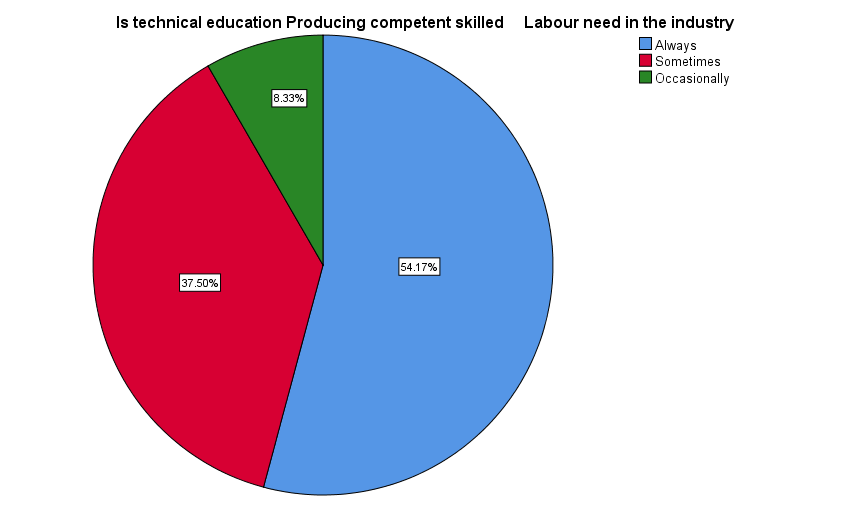 Is technical education Producing competent skilled Labour need in the industry
Always
Sometimes
Occasionally
8.33%
54.17%
37.50%